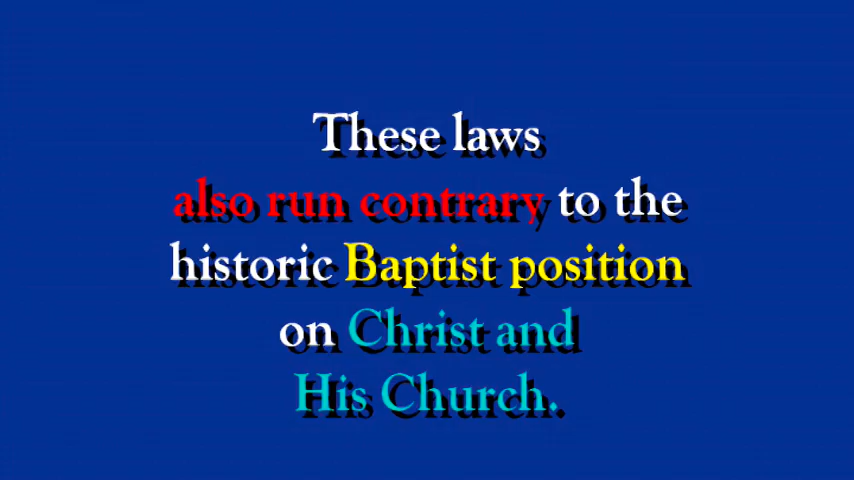 These laws
also run contrary to the
historic Baptist position
on Christ and
His Church.